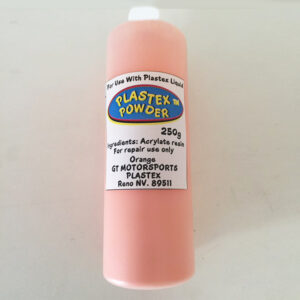 For Use With Plastex Liquid
PLASTEX™
POWDER
250g
Ingredients: Acrylate resin
For repair use only
Orange
GT MOTORSPORTS
PLASTEX
Reno NV. 89511